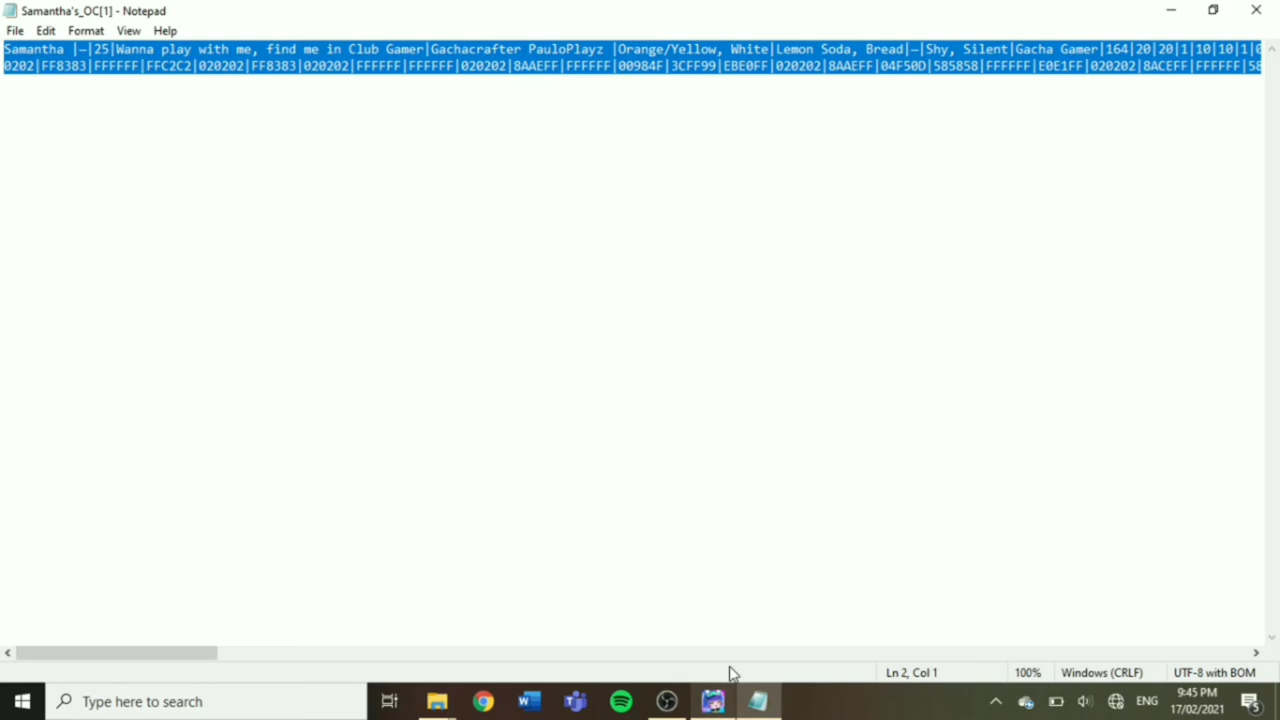 Samantha's_OC[1] - Notepad
File Edit Format View Help
Samantha |—|25|Wanna play with me, find me in Club Gamer|Gachacrafter PauloPlayz |Orange/Yellow, White|Lemon Soda, Bread|—|Shy, Silent|Gacha Gamer|164|20|20|1|10|10|1|0
0202|FF8383|FFFFFF|FFC2C2|020202|FF8383|020202|FFFFFF|FFFFFF|020202|8AAEFF|FFFFFF|00984F|3CFF99|EBE0FF|020202|8AAEFF|04F50D|585858|FFFFFF|E0E1FF|020202|8ACEFF|FFFFFF|58
Ln 2, Col 1 100% Windows (CRLF) UTF-8 with BOM
Type here to search
ENG
9:45 PM
17/02/2021
5